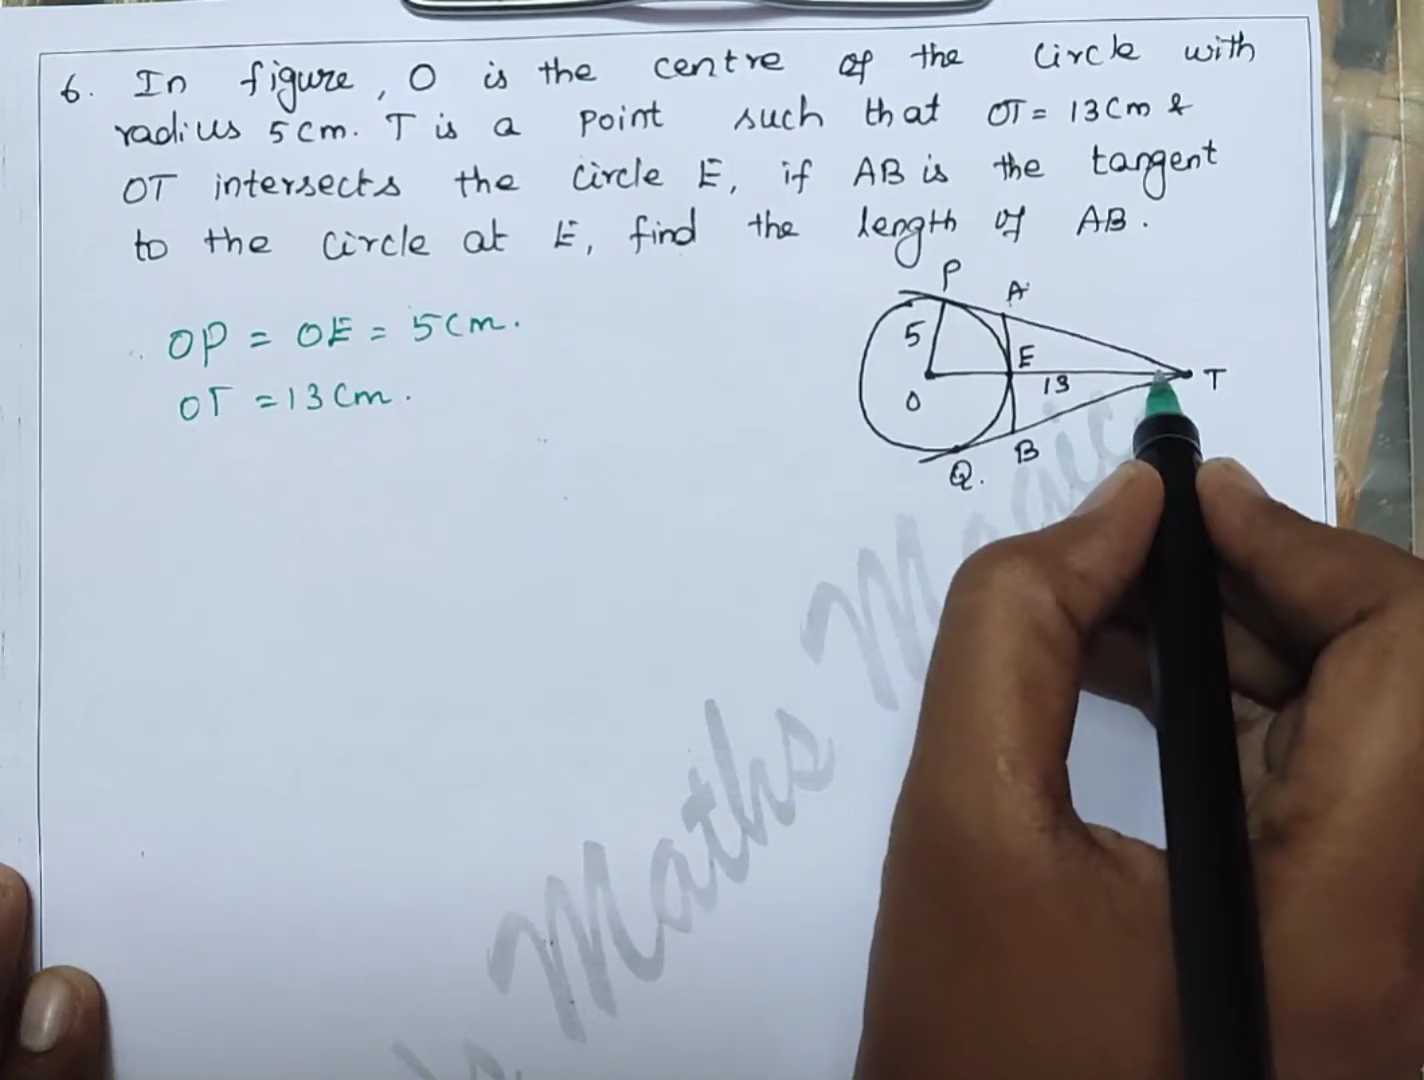 6. In figure, O is the centre of the circle with
radius 5cm. T is a point such that OT = 13cm &
OT intersects the circle E, if AB is the tangent
to the circle at E, find the length of AB.
OP = OE = 5cm.
OT = 13cm.
P
A
5
E
13
T
O
B
Q.
Maths Magic